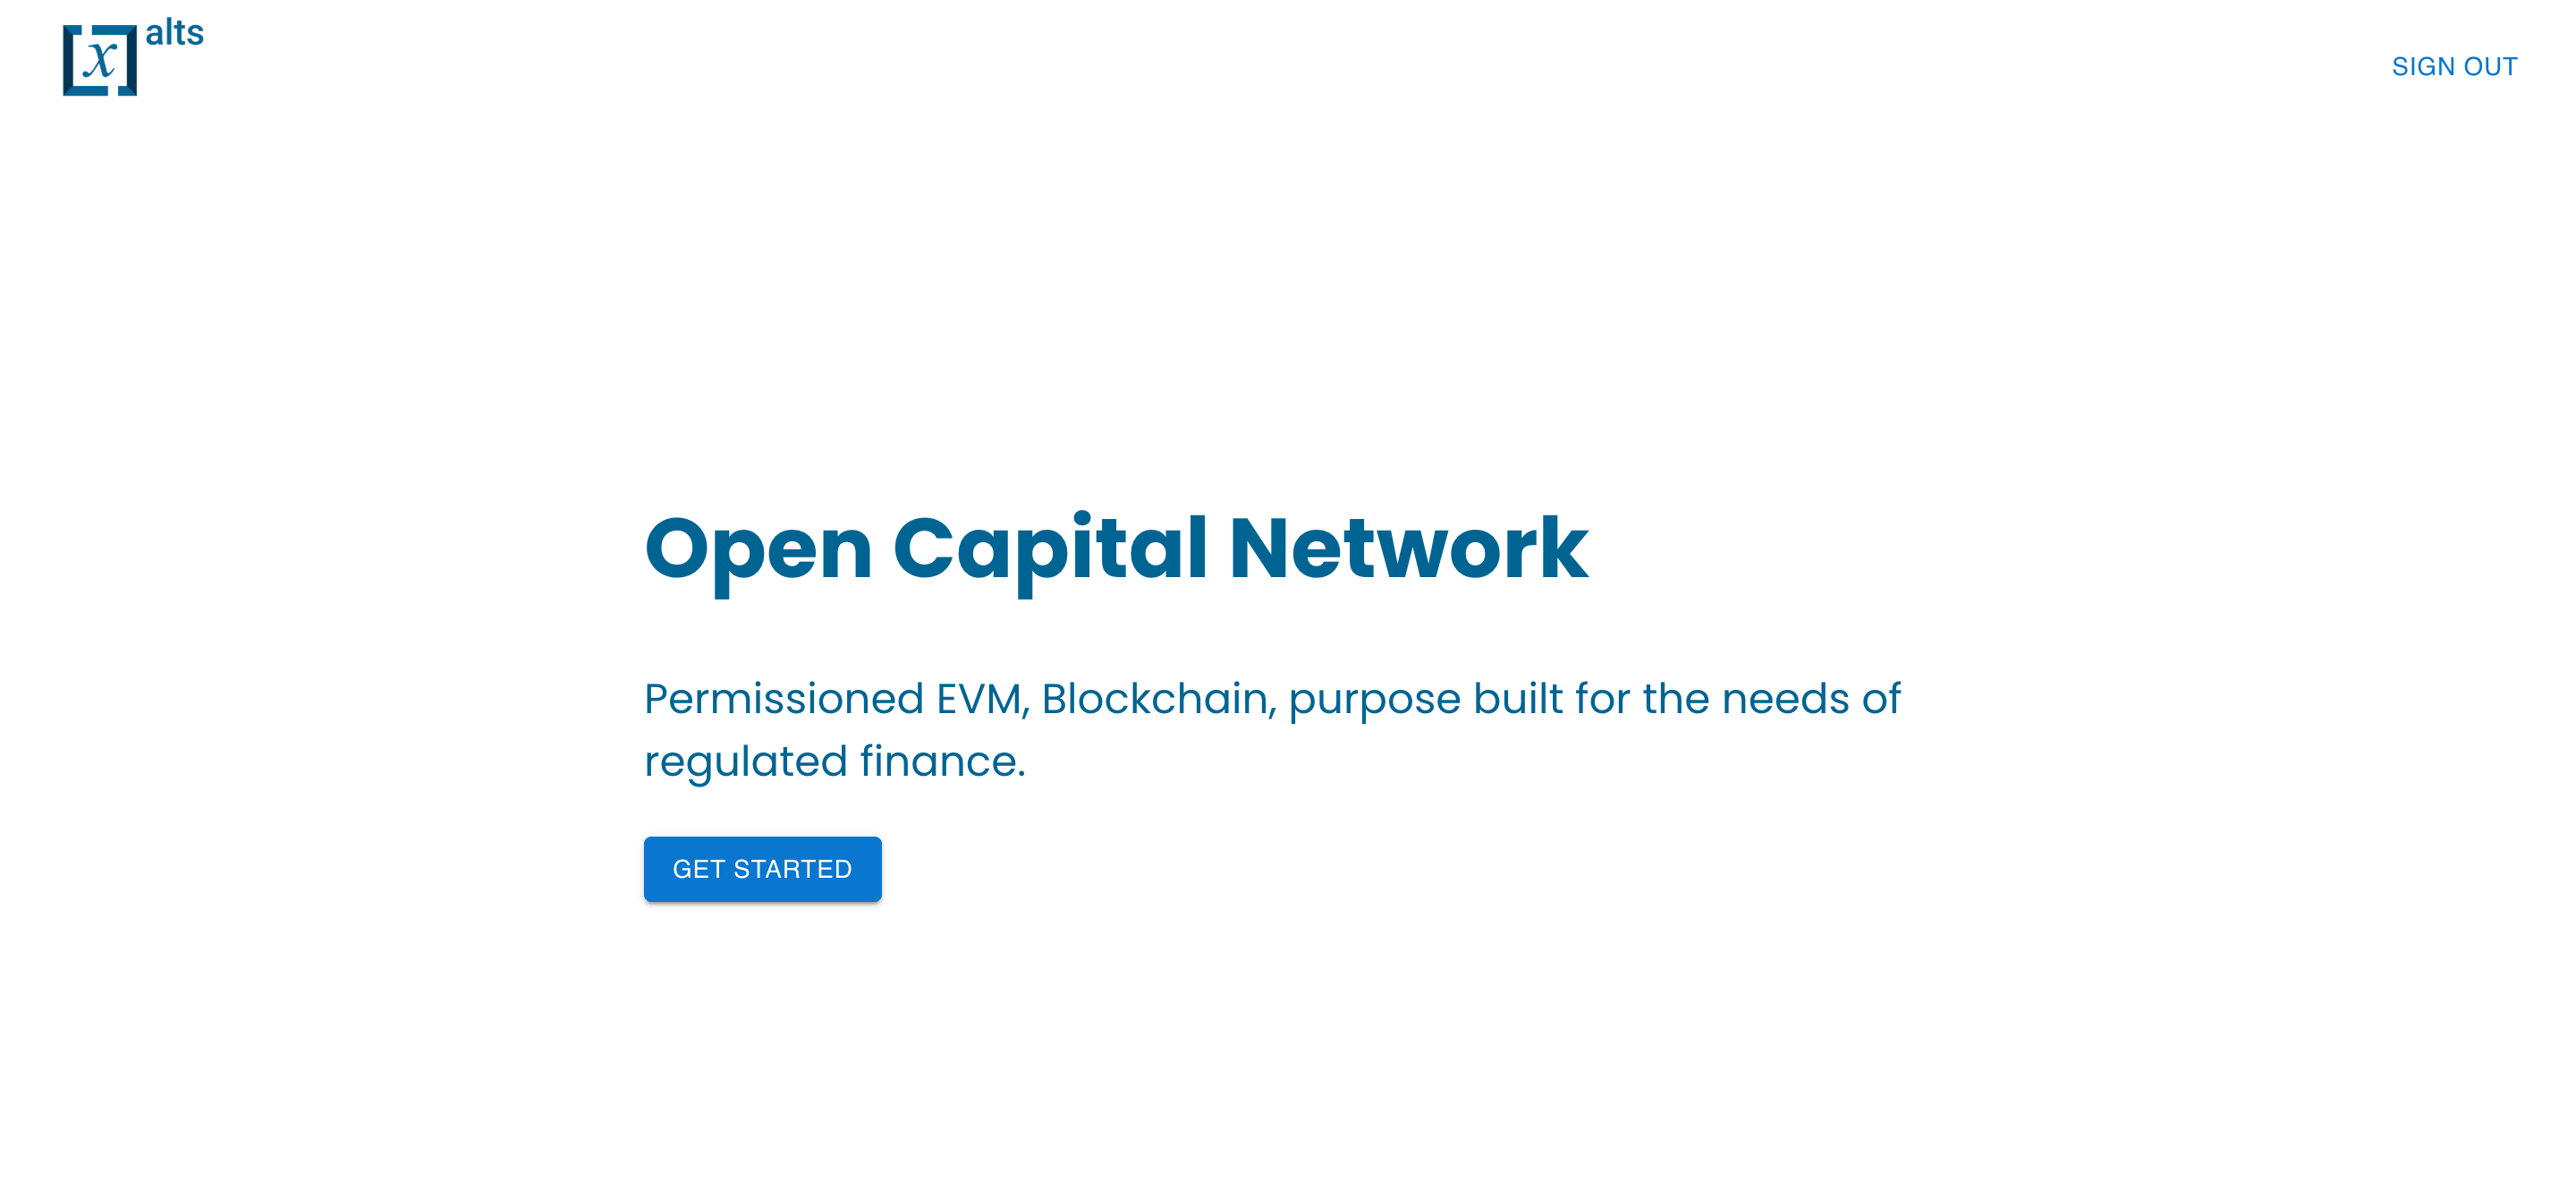 x alts
SIGN OUT
Open Capital Network
Permissioned EVM, Blockchain, purpose built for the needs of
regulated finance.
GET STARTED